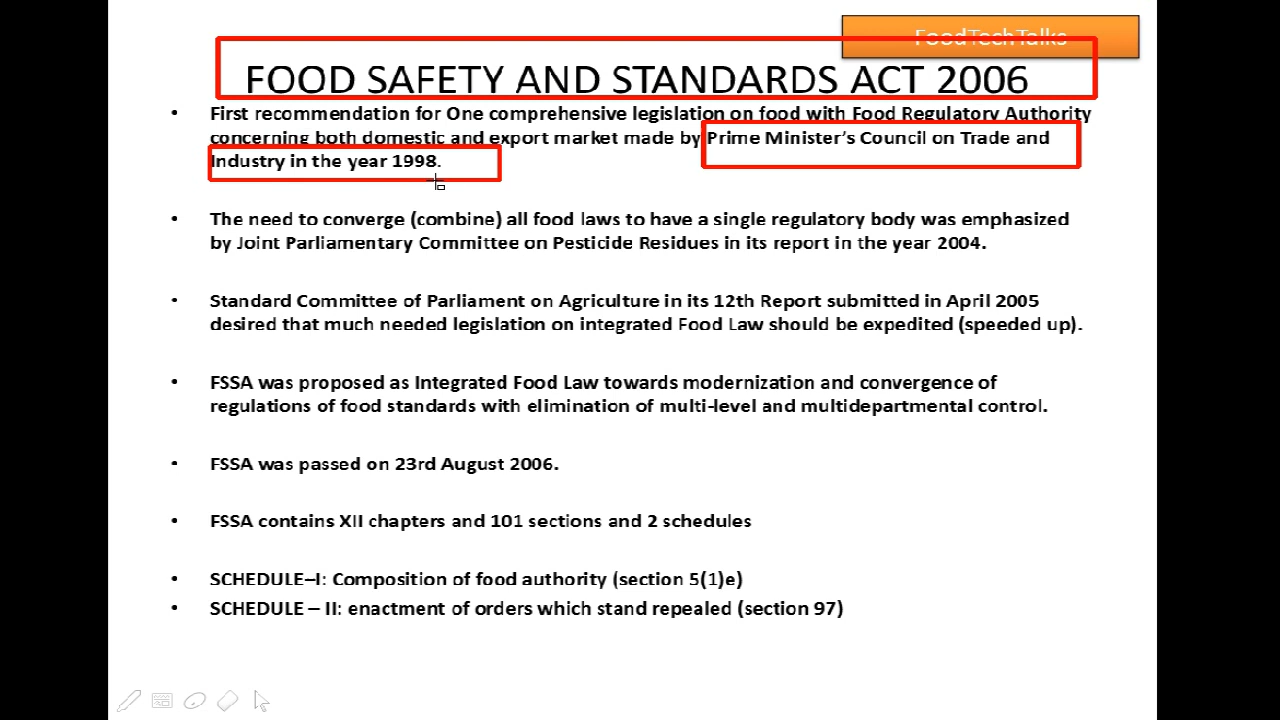 FoodTechTalks
FOOD SAFETY AND STANDARDS ACT 2006
• First recommendation for One comprehensive legislation on food with Food Regulatory Authority
concerning both domestic and export market made by Prime Minister’s Council on Trade and
Industry in the year 1998.
• The need to converge (combine) all food laws to have a single regulatory body was emphasized
by Joint Parliamentary Committee on Pesticide Residues in its report in the year 2004.
• Standard Committee of Parliament on Agriculture in its 12th Report submitted in April 2005
desired that much needed legislation on integrated Food Law should be expedited (speeded up).
• FSSA was proposed as Integrated Food Law towards modernization and convergence of
regulations of food standards with elimination of multi-level and multidepartmental control.
• FSSA was passed on 23rd August 2006.
• FSSA contains XII chapters and 101 sections and 2 schedules
• SCHEDULE–I: Composition of food authority (section 5(1)e)
• SCHEDULE – II: enactment of orders which stand repealed (section 97)